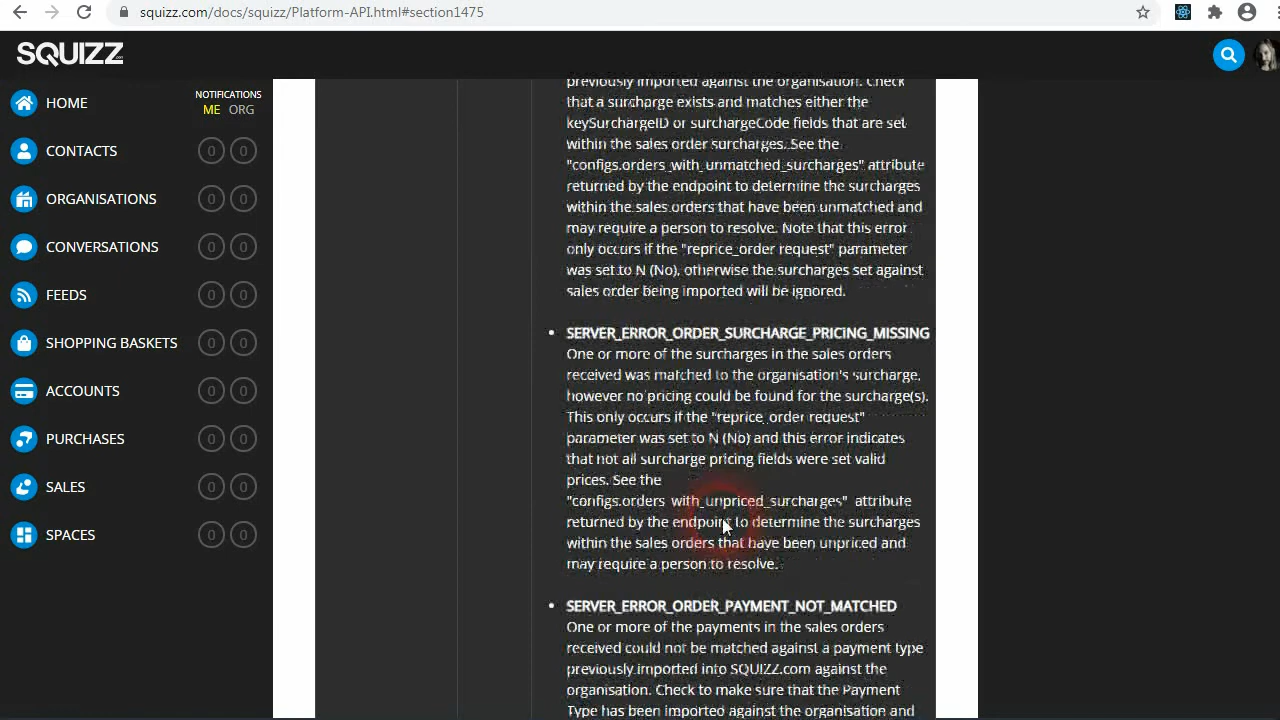 squizz.com/docs/squizz/Platform-API.html#section1475
SQUIZZ
HOME
NOTIFICATIONS
ME ORG
CONTACTS 0 0
ORGANISATIONS 0 0
CONVERSATIONS 0 0
FEEDS 0 0
SHOPPING BASKETS 0 0
ACCOUNTS 0 0
PURCHASES 0 0
SALES 0 0
SPACES 0 0
previously imported against the organisation. Check
that a surcharge exists and matches either the
keySurchargeID or surchargeCode fields that are set
within the sales order surcharges. See the
"configs.orders_with_unmatched_surcharges" attribute
returned by the endpoint to determine the surcharges
within the sales orders that have been unmatched and
may require a person to resolve. Note that this error
only occurs if the "reprice_order request" parameter
was set to N (No), otherwise the surcharges set against
sales order being imported will be ignored.
• SERVER_ERROR_ORDER_SURCHARGE_PRICING_MISSING
One or more of the surcharges in the sales orders
received was matched to the organisation's surcharge,
however no pricing could be found for the surcharge(s).
This only occurs if the "reprice_order request"
parameter was set to N (No) and this error indicates
that not all surcharge pricing fields were set valid
prices. See the
"configs.orders_with_unpriced_surcharges" attribute
returned by the endpoint to determine the surcharges
within the sales orders that have been unpriced and
may require a person to resolve.
• SERVER_ERROR_ORDER_PAYMENT_NOT_MATCHED
One or more of the payments in the sales orders
received could not be matched against a payment type
previously imported into SQUIZZ.com against the
organisation. Check to make sure that the Payment
Type has been imported against the organisation and